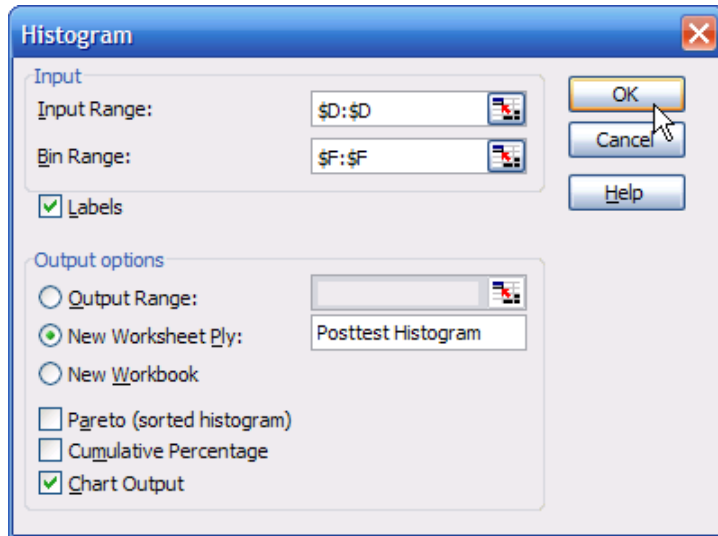 Histogram
Input
Input Range: $D:$D
Bin Range: $F:$F
Labels
OK
Cancel
Help
Output options
Output Range:
New Worksheet Ply: Posttest Histogram
New Workbook
Pareto (sorted histogram)
Cumulative Percentage
Chart Output